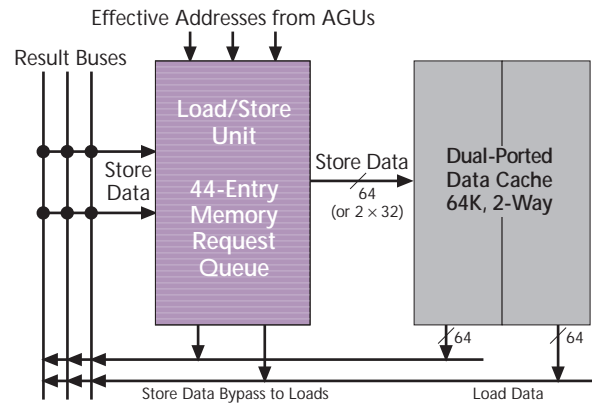 Effective Addresses from AGUs
Result Buses
Load/Store
Unit
44-Entry
Memory
Request
Queue
Store
Data
Store Data
64
(or 2 × 32)
Dual-Ported
Data Cache
64K, 2-Way
64
64
Store Data Bypass to Loads
Load Data